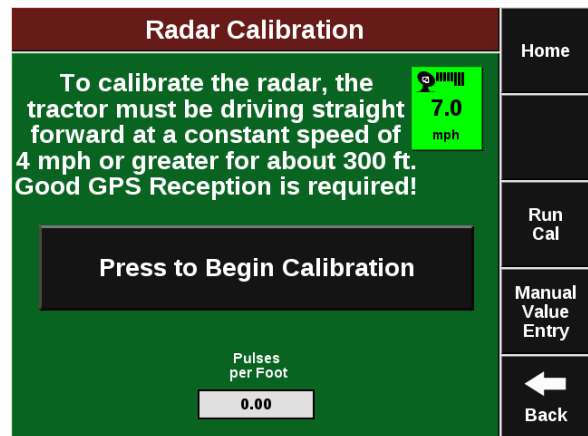 Radar Calibration
To calibrate the radar, the
tractor must be driving straight
forward at a constant speed of
4 mph or greater for about 300 ft.
Good GPS Reception is required!
7.0
mph
Press to Begin Calibration
Pulses
per Foot
0.00
Home
Run
Cal
Manual
Value
Entry
Back